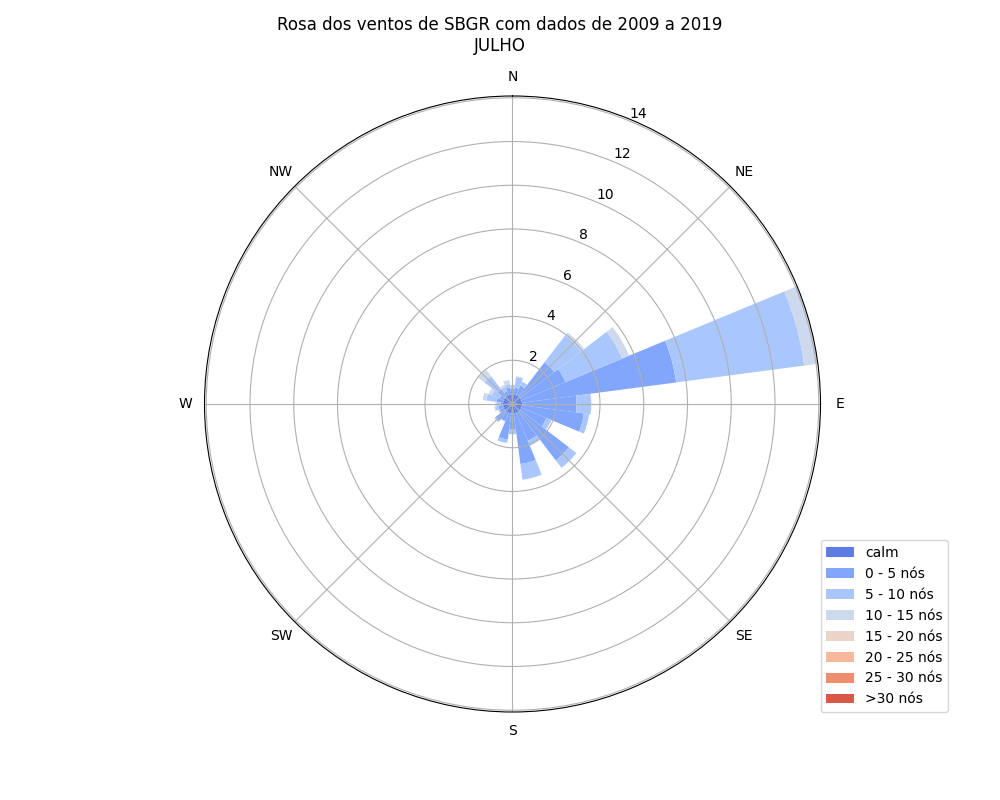 Rosa dos ventos de SBGR com dados de 2009 a 2019
JULHO
N
NE
E
SE
S
SW
W
NW
2
4
6
8
10
12
14
calm
0 - 5 nós
5 - 10 nós
10 - 15 nós
15 - 20 nós
20 - 25 nós
25 - 30 nós
>30 nós